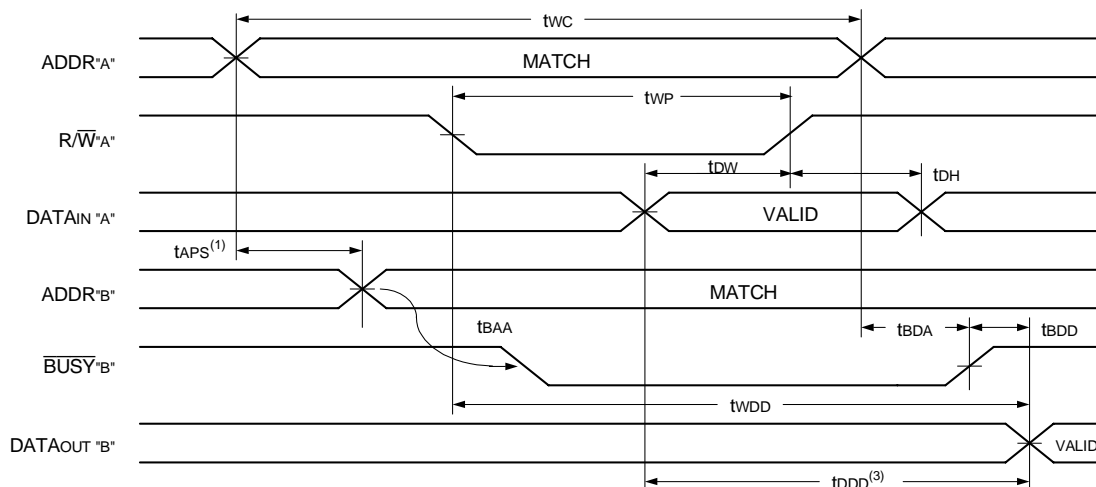 tWC
ADDR"A"
MATCH
tWP
R/W̅"A"
tDW
tDH
DATAIN "A"
VALID
tAPS(1)
ADDR"B"
MATCH
tBAA
tBDA
tBDD
B̅U̅S̅Y̅"B"
tWDD
DATAOUT "B"
VALID
tDDD(3)